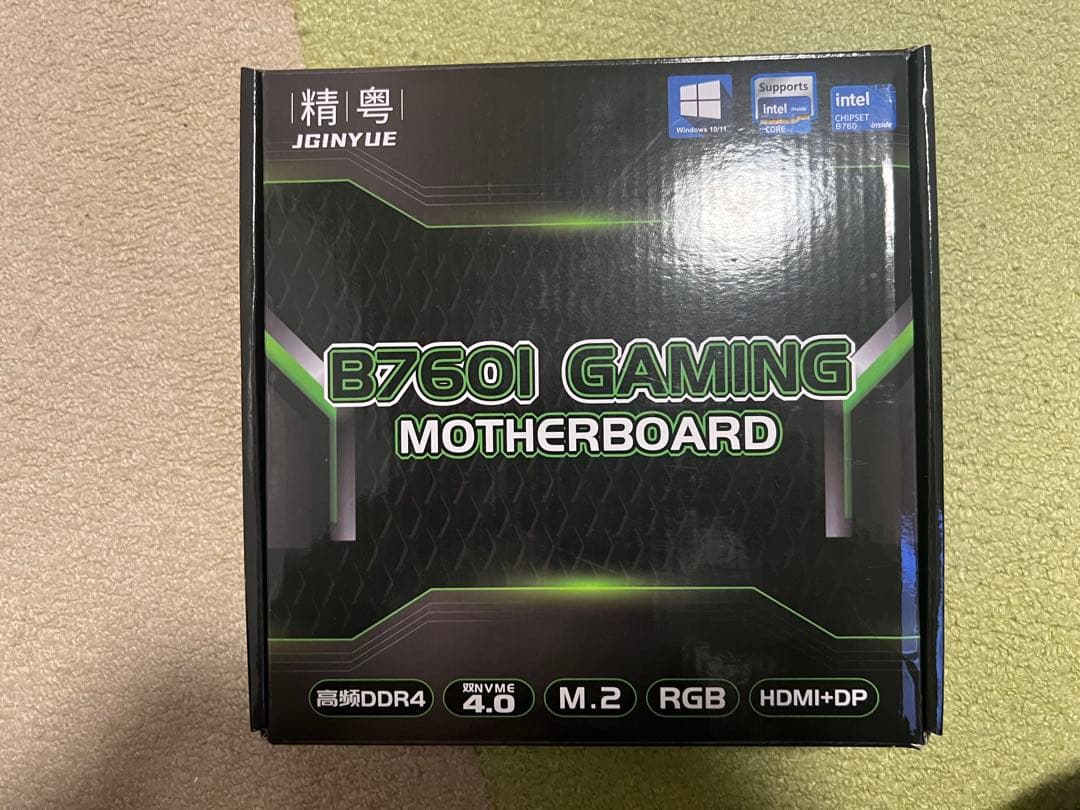 精粤
JGINYUE
Windows 10/11
Supports
intel inside
CORE
intel
CHIPSET
B760 inside
B760I GAMING
MOTHERBOARD
高频DDR4
双NVME
4.0
M.2
RGB
HDMI+DP